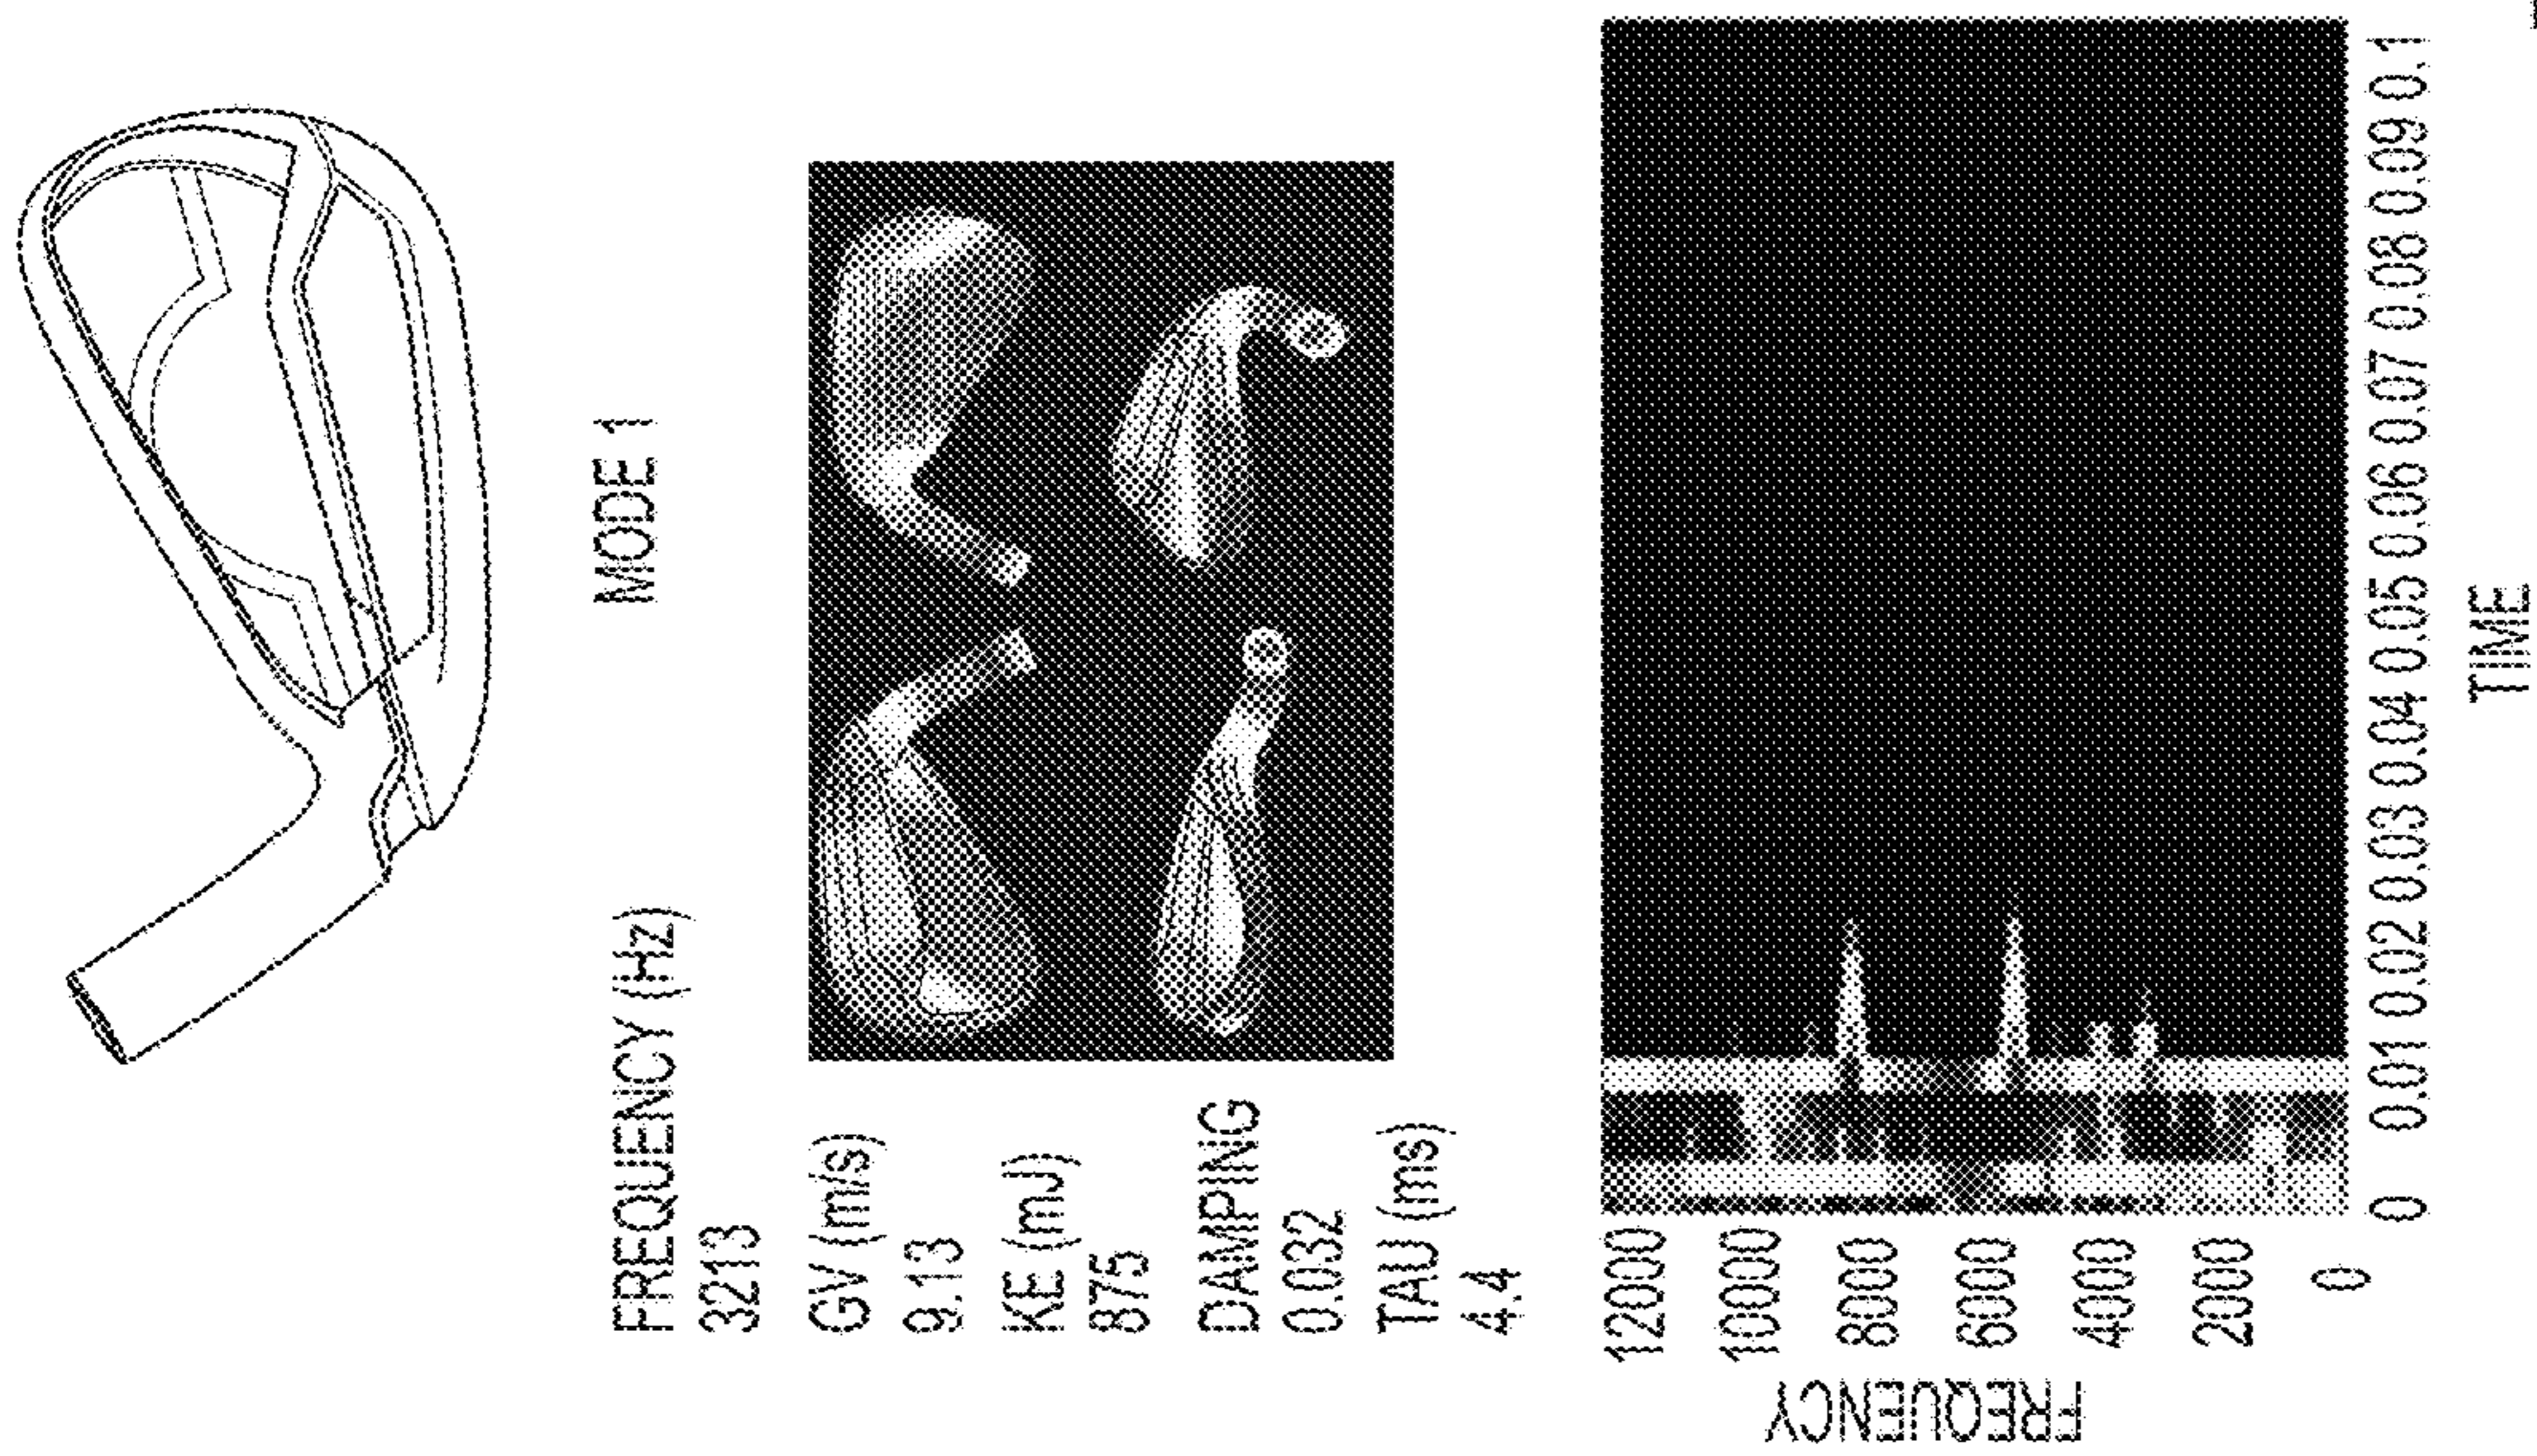 MODE 1
FREQUENCY (Hz)
3213
GV (m/s)
9.13
KE (mJ)
875
DAMPING
0.032
TAU (ms)
4.4
FREQUENCY
12000
10000
8000
6000
4000
2000
0
0 0.01 0.02 0.03 0.04 0.05 0.06 0.07 0.08 0.09 0.1
TIME